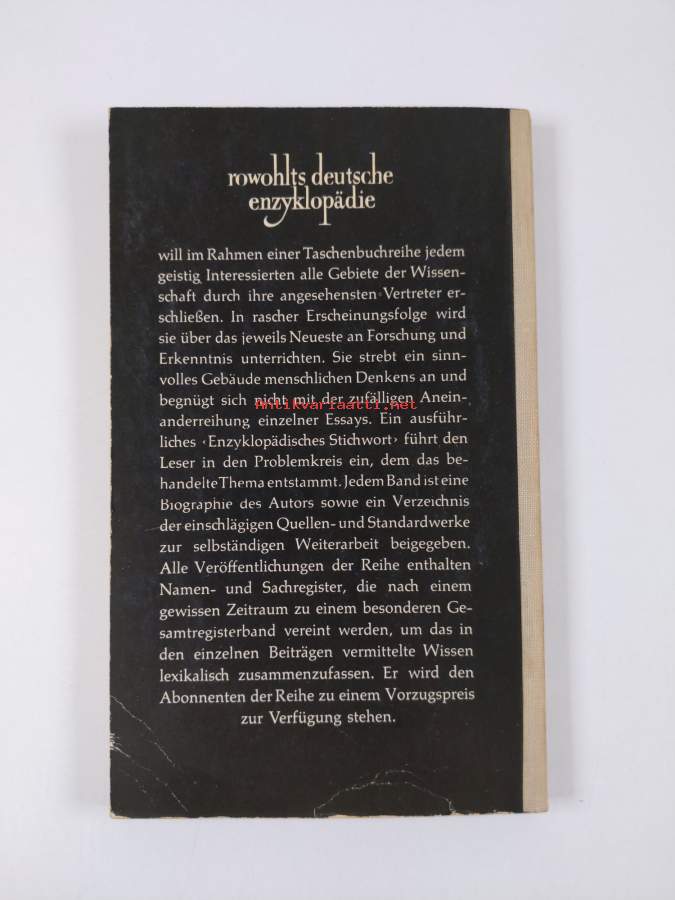 rowohlts deutsche
enzyklopädie
will im Rahmen einer Taschenbuchreihe jedem
geistig Interessierten alle Gebiete der Wissen-
schaft durch ihre angesehensten Vertreter er-
schließen. In rascher Erscheinungsfolge wird
sie über das jeweils Neueste an Forschung und
Erkenntnis unterrichten. Sie strebt ein sinn-
volles Gebäude menschlichen Denkens an und
begnügt sich nicht mit der zufälligen Anein-
Antikvariaatti.net
anderreihung einzelner Essays. Ein ausführ-
liches ‹Enzyklopädisches Stichwort› führt den
Leser in den Problemkreis ein, dem das be-
handelte Thema entstammt. Jedem Band ist eine
Biographie des Autors sowie ein Verzeichnis
der einschlägigen Quellen- und Standardwerke
zur selbständigen Weiterarbeit beigegeben.
Alle Veröffentlichungen der Reihe enthalten
Namen- und Sachregister, die nach einem
gewissen Zeitraum zu einem besonderen Ge-
samtregisterband vereint werden, um das in
den einzelnen Beiträgen vermittelte Wissen
lexikalisch zusammenzufassen. Er wird den
Abonnenten der Reihe zu einem Vorzugspreis
zur Verfügung stehen.